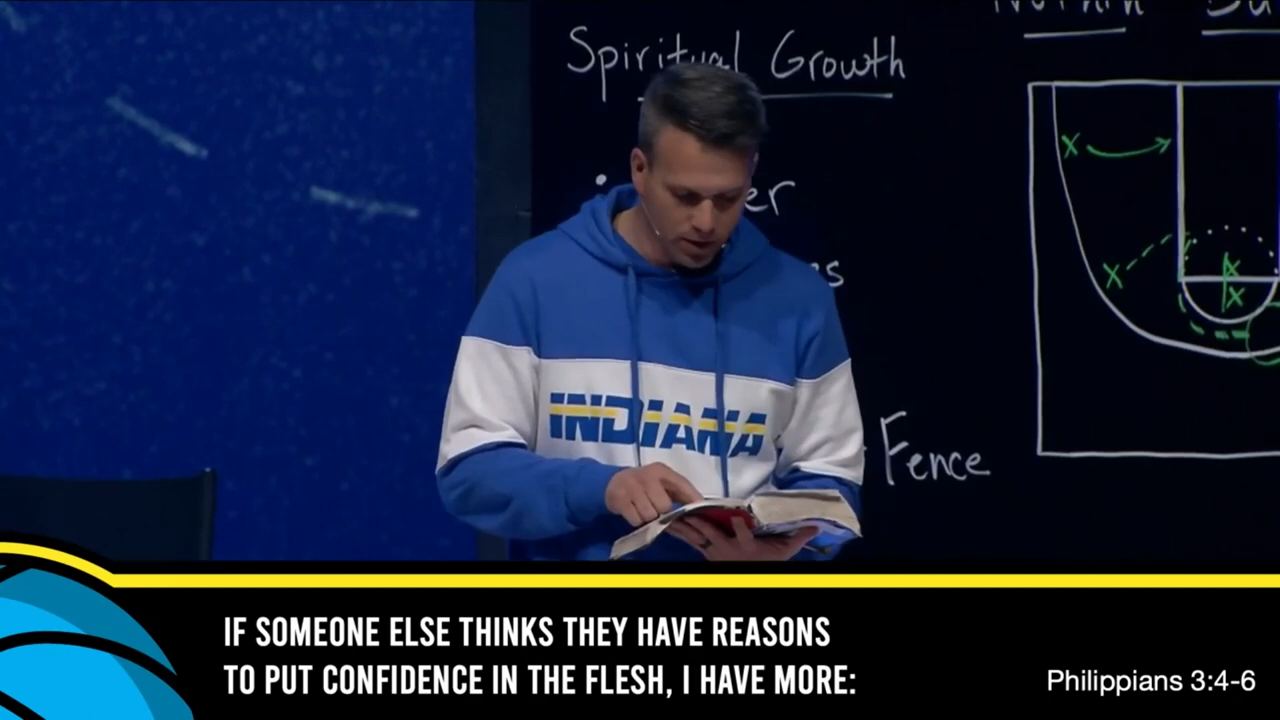 Spiritual Growth
Fence
INDIANA
IF SOMEONE ELSE THINKS THEY HAVE REASONS
TO PUT CONFIDENCE IN THE FLESH, I HAVE MORE:
Philippians 3:4-6